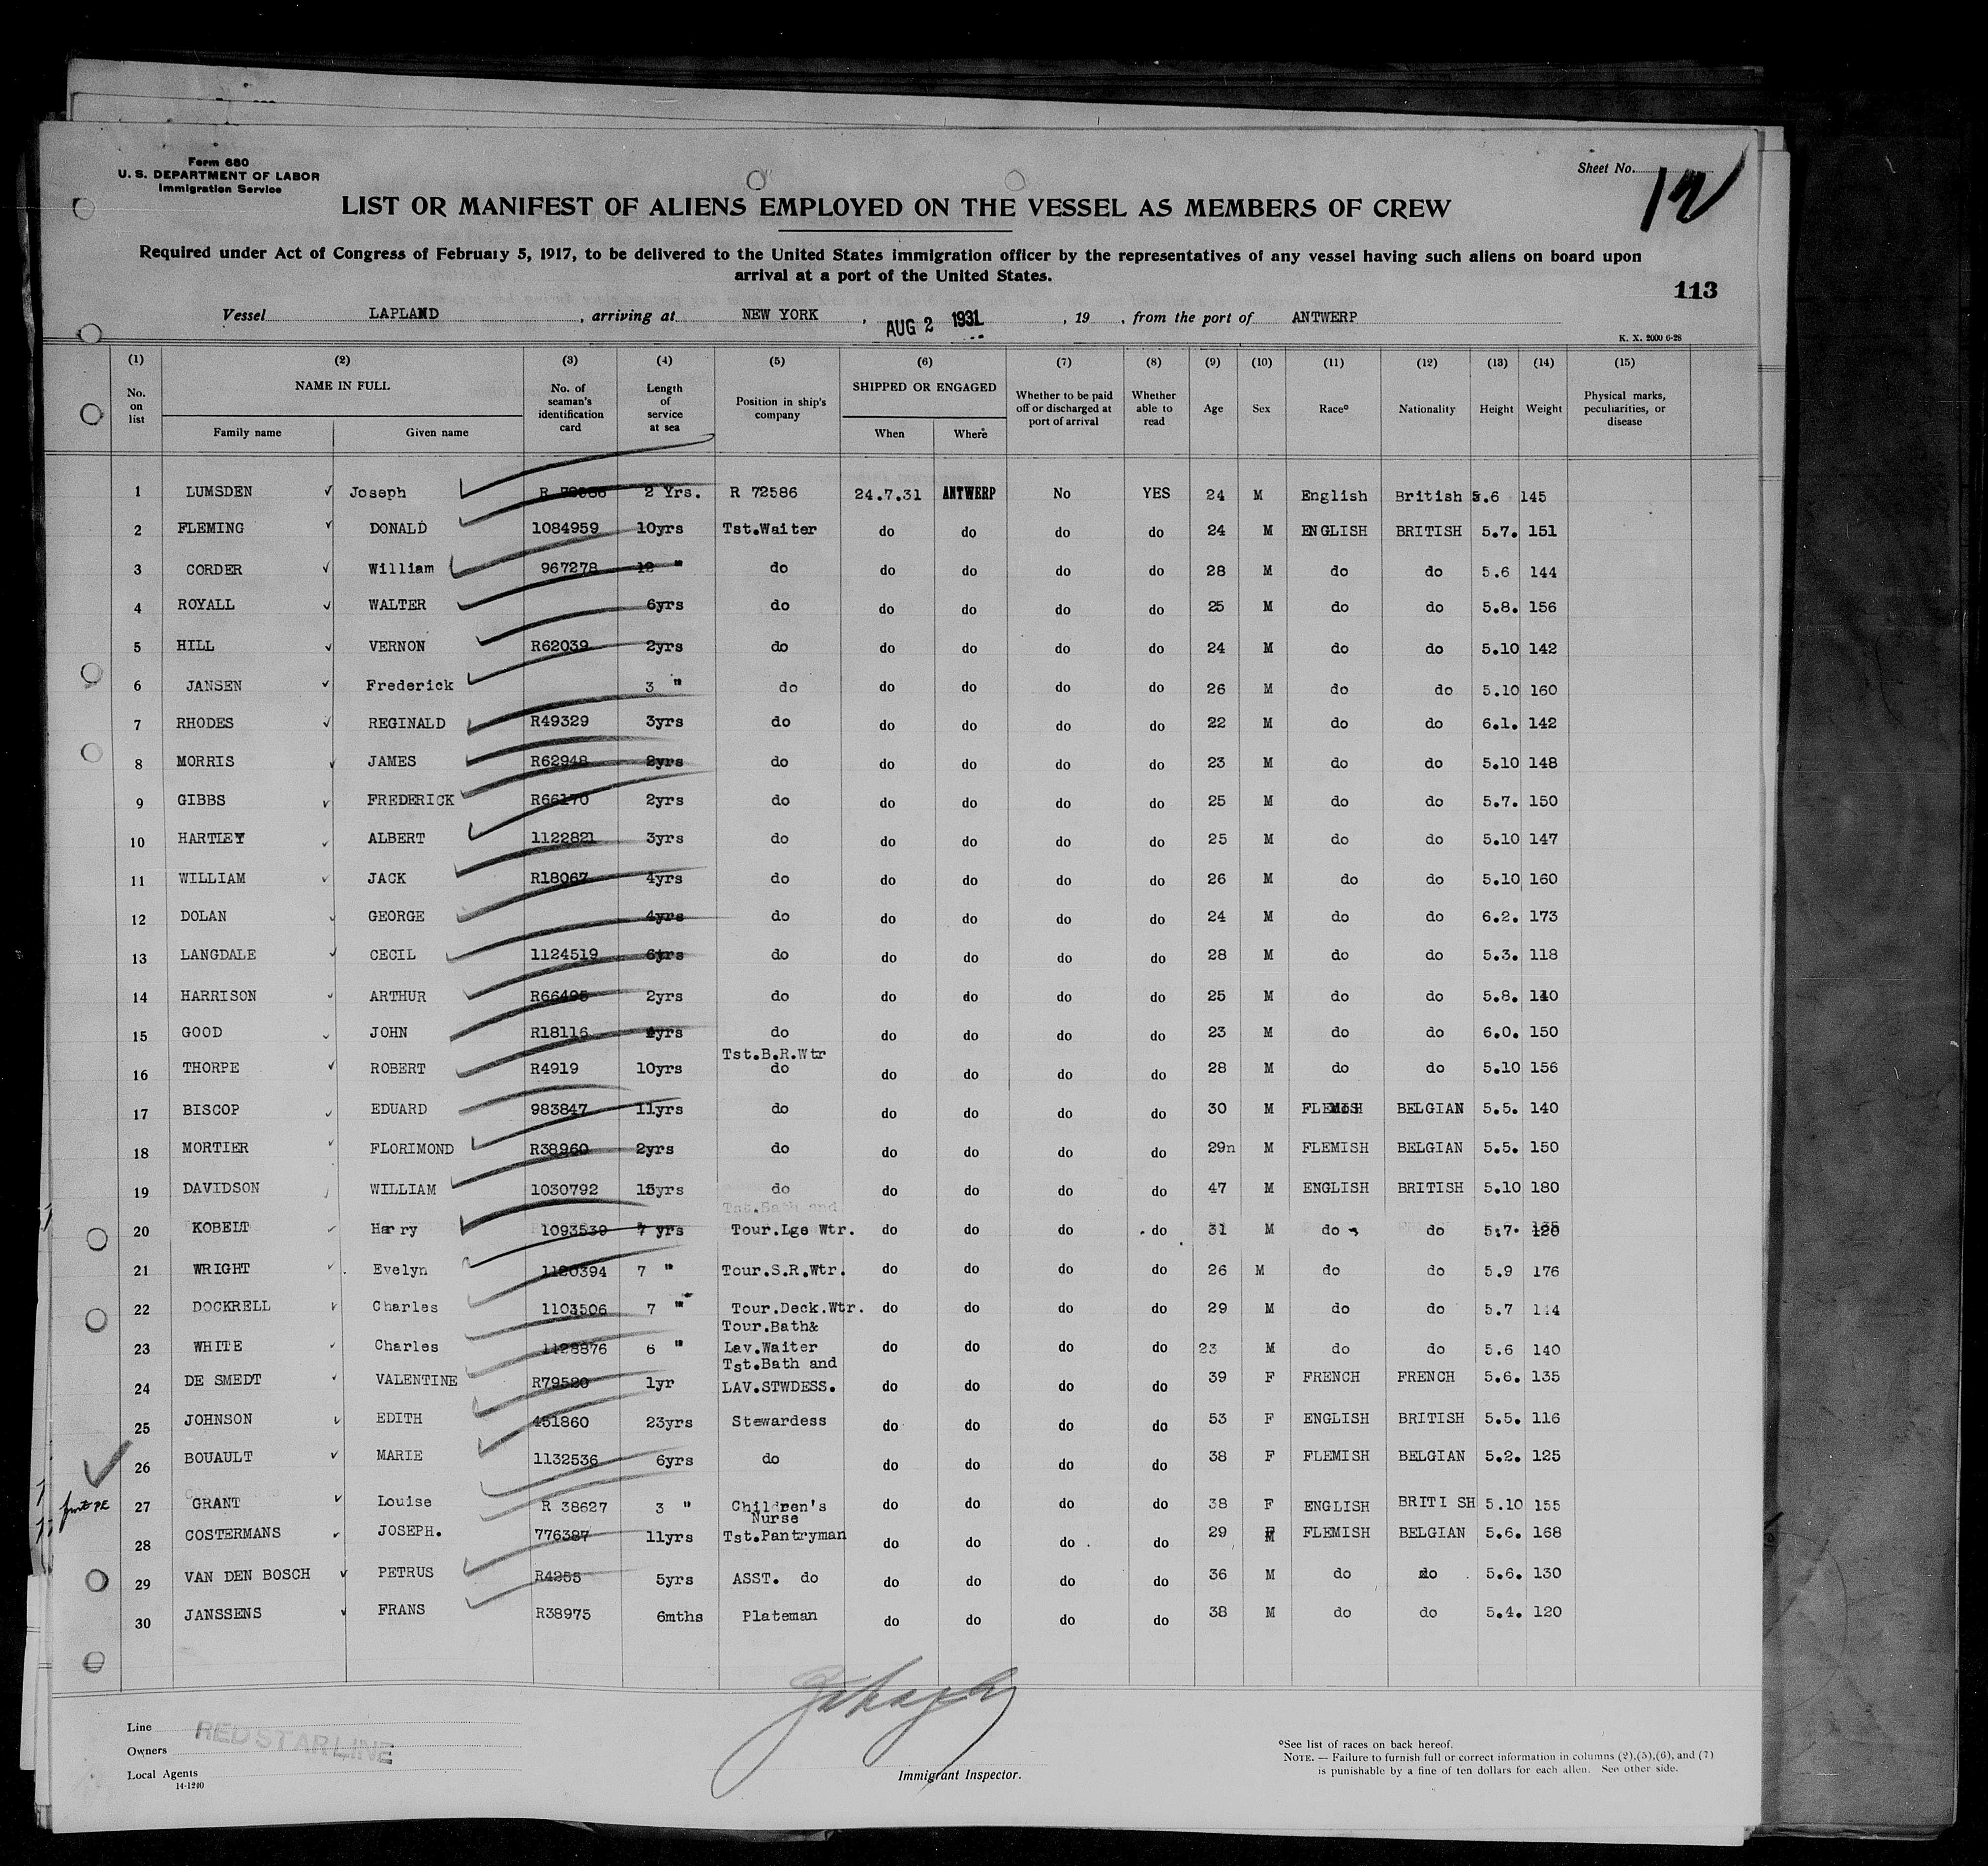 Form 680
U. S. DEPARTMENT OF LABOR
Immigration Service
Sheet No. 12
LIST OR MANIFEST OF ALIENS EMPLOYED ON THE VESSEL AS MEMBERS OF CREW
Required under Act of Congress of February 5, 1917, to be delivered to the United States immigration officer by the representatives of any vessel having such aliens on board upon
arrival at a port of the United States.
113
Vessel LAPLAND, arriving at NEW YORK, AUG 2 1931, 19, from the port of ANTWERP
K. X. 2000 6-28
(1) (2) (3) (4) (5) (6) (7) (8) (9) (10) (11) (12) (13) (14) (15)
No. on list NAME IN FULL Family name Given name No. of seaman's identification card Length of service at sea Position in ship's company SHIPPED OR ENGAGED When Where Whether to be paid off or discharged at port of arrival Whether able to read Age Sex Race* Nationality Height Weight Physical marks, peculiarities, or disease
1 LUMSDEN Joseph R 72586 2 Yrs. R 72586 24.7.31 ANTWERP No YES 24 M English British 5.6 145
2 FLEMING DONALD 1084959 10yrs Tst.Waiter do do do do 24 M ENGLISH BRITISH 5.7. 151
3 CORDER William 967278 12 " do do do do do 28 M do do 5.6 144
4 ROYALL WALTER 6yrs do do do do do 25 M do do 5.8. 156
5 HILL VERNON R62039 2yrs do do do do do 24 M do do 5.10 142
6 JANSEN Frederick 3 " do do do do do 26 M do do 5.10 160
7 RHODES REGINALD R49329 3yrs do do do do do 22 M do do 6.1. 142
8 MORRIS JAMES R62948 2yrs do do do do do 23 M do do 5.10 148
9 GIBBS FREDERICK R66170 2yrs do do do do do 25 M do do 5.7. 150
10 HARTLEY ALBERT 1122821 3yrs do do do do do 25 M do do 5.10 147
11 WILLIAM JACK R18067 4yrs do do do do do 26 M do do 5.10 160
12 DOLAN GEORGE 4yrs do do do do do 24 M do do 6.2. 173
13 LANGDALE CECIL 1124519 6yrs do do do do do 28 M do do 5.3. 118
14 HARRISON ARTHUR R66495 2yrs do do do do do 25 M do do 5.8. 140
15 GOOD JOHN R18116 4yrs do do do do do 23 M do do 6.0. 150
16 THORPE ROBERT R4919 10yrs Tst.B.R.Wtr do do do do do 28 M do do 5.10 156
17 BISCOP EDUARD 983847 11yrs do do do do do 30 M FLEMISH BELGIAN 5.5. 140
18 MORTIER FLORIMOND R38960 2yrs do do do do do 29n M FLEMISH BELGIAN 5.5. 150
19 DAVIDSON WILLIAM 1030792 15yrs do do do do do 47 M ENGLISH BRITISH 5.10 180
Tst.Bath and
20 KOBELT Harry 1093539 7 yrs Tour.Lge Wtr. do do do do 31 M do do 5.7.
21 WRIGHT Evelyn 1120394 7 " Tour.S.R.Wtr. do do do do 26 M do do 5.9 176
22 DOCKRELL Charles 1103506 7 " Tour.Deck.Wtr. do do do do 29 M do do 5.7 144
23 WHITE Charles 1128876 6 " Tour.Bath& Lav.Waiter do do do do 23 M do do 5.6 140
24 DE SMEDT VALENTINE R79520 1yr Tst.Bath and LAV.STWDESS. do do do do 39 F FRENCH FRENCH 5.6. 135
25 JOHNSON EDITH 451860 23yrs Stewardess do do do do 53 F ENGLISH BRITISH 5.5. 116
26 BOUAULT MARIE 1132536 6yrs do do do do do 38 F FLEMISH BELGIAN 5.2. 125
27 GRANT Louise R 38627 3 " Children's Nurse do do do do 38 F ENGLISH BRITI SH 5.10 155
28 COSTERMANS JOSEPH. 776387 11yrs Tst.Pantryman do do do do 29 M FLEMISH BELGIAN 5.6. 168
29 VAN DEN BOSCH PETRUS R4255 5yrs ASST. do do do do do 36 M do do 5.6. 130
30 JANSSENS FRANS R38975 6mths Plateman do do do do 38 M do do 5.4. 120
Line
RED STAR LINE
Owners
Local Agents
14-1240
Immigrant Inspector.
*See list of races on back hereof.
NOTE. — Failure to furnish full or correct information in columns (2),(5),(6), and (7)
is punishable by a fine of ten dollars for each alien. See other side.